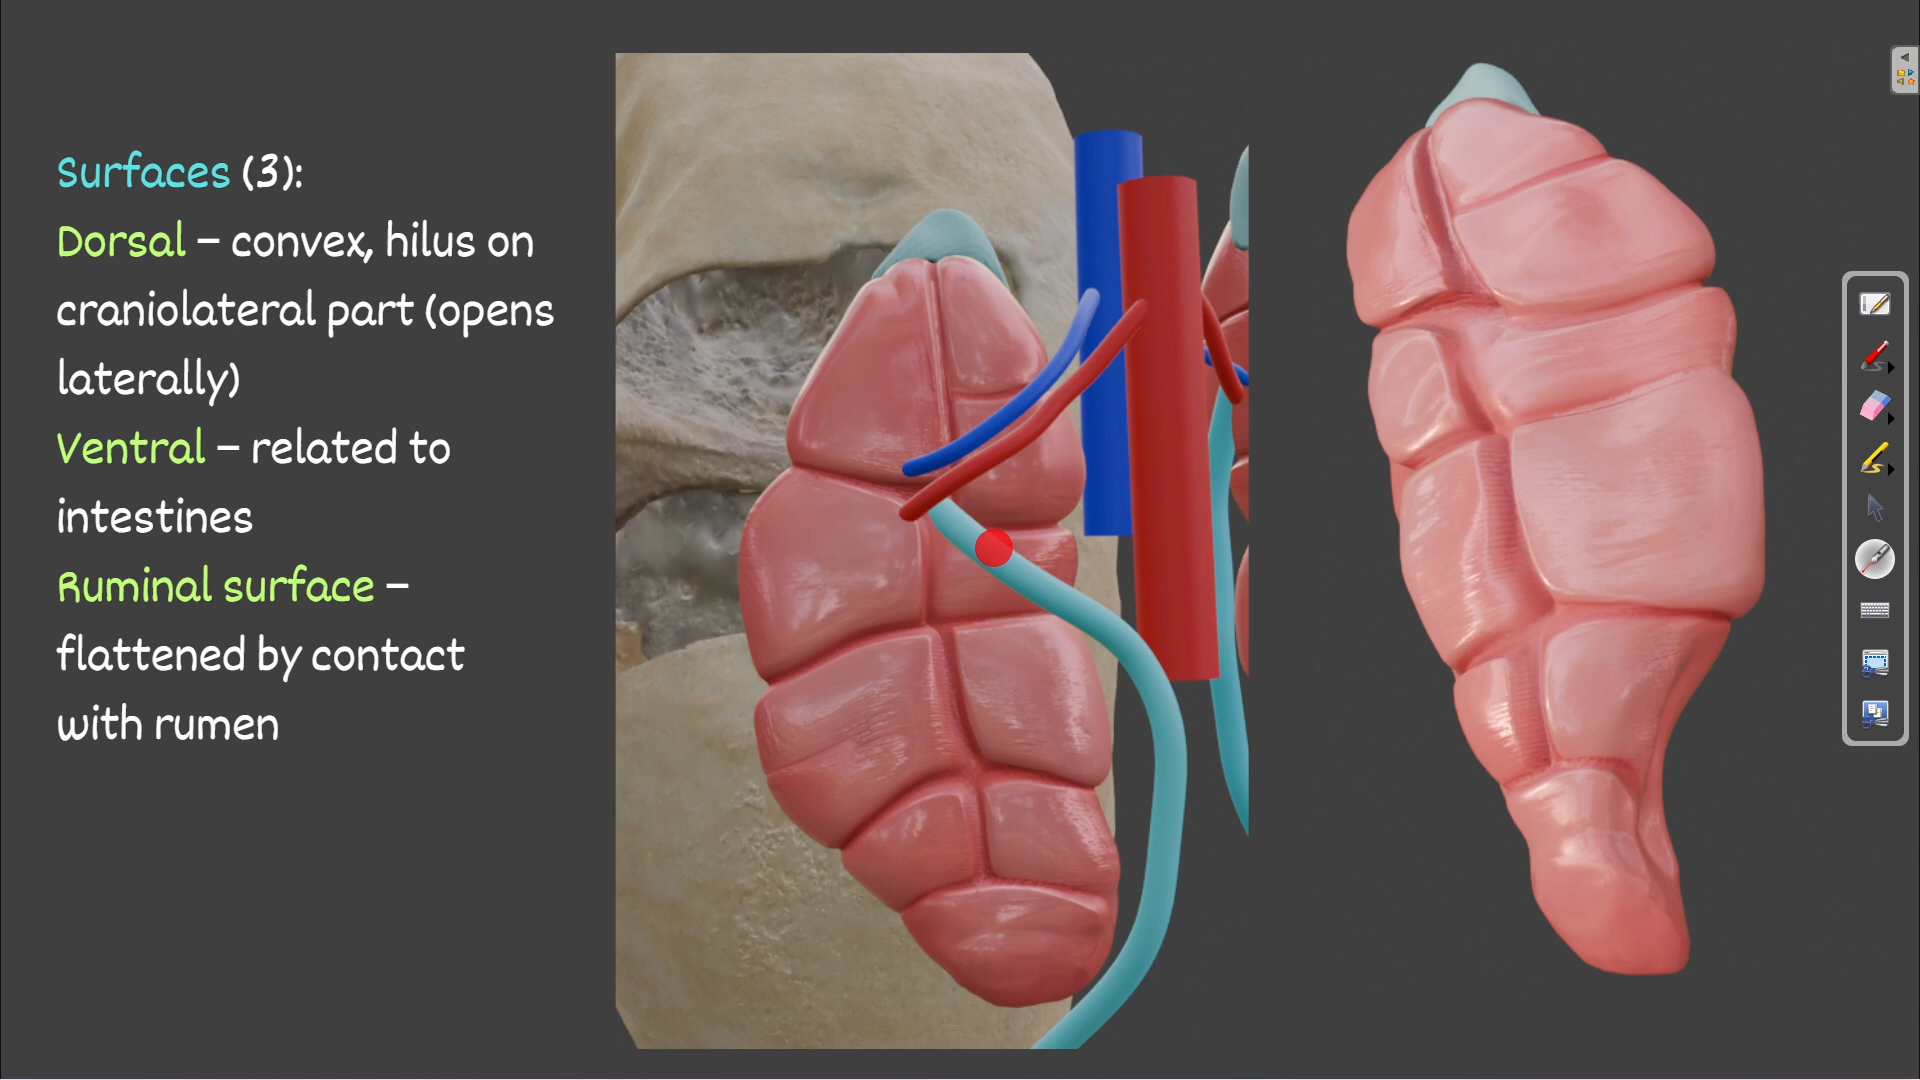 Surfaces (3):
Dorsal – convex, hilus on
craniolateral part (opens
laterally)
Ventral – related to
intestines
Ruminal surface –
flattened by contact
with rumen